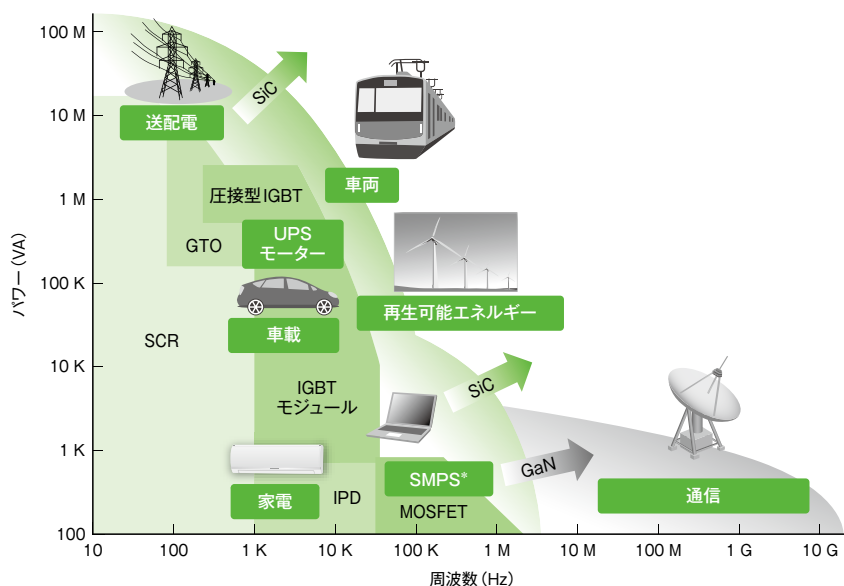 パワー（VA）
100 M
10 M
1 M
100 K
10 K
1 K
100
送配電
SiC
車両
圧接型IGBT
GTO
UPS
モーター
再生可能エネルギー
車載
SCR
IGBT
モジュール
SiC
GaN
SMPS*
家電
IPD
MOSFET
通信
10
100
1 K
10 K
100 K
1 M
10 M
100 M
1 G
10 G
周波数（Hz）